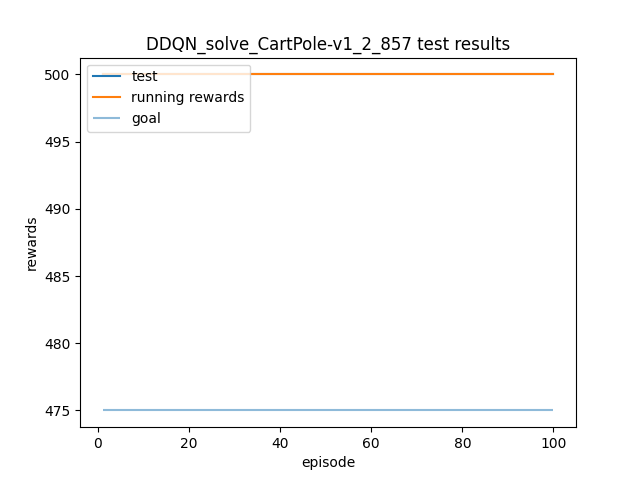 DDQN_solve_CartPole-v1_2_857 test results
500
495
490
485
480
475
rewards
test
running rewards
goal
0 20 40 60 80 100
episode